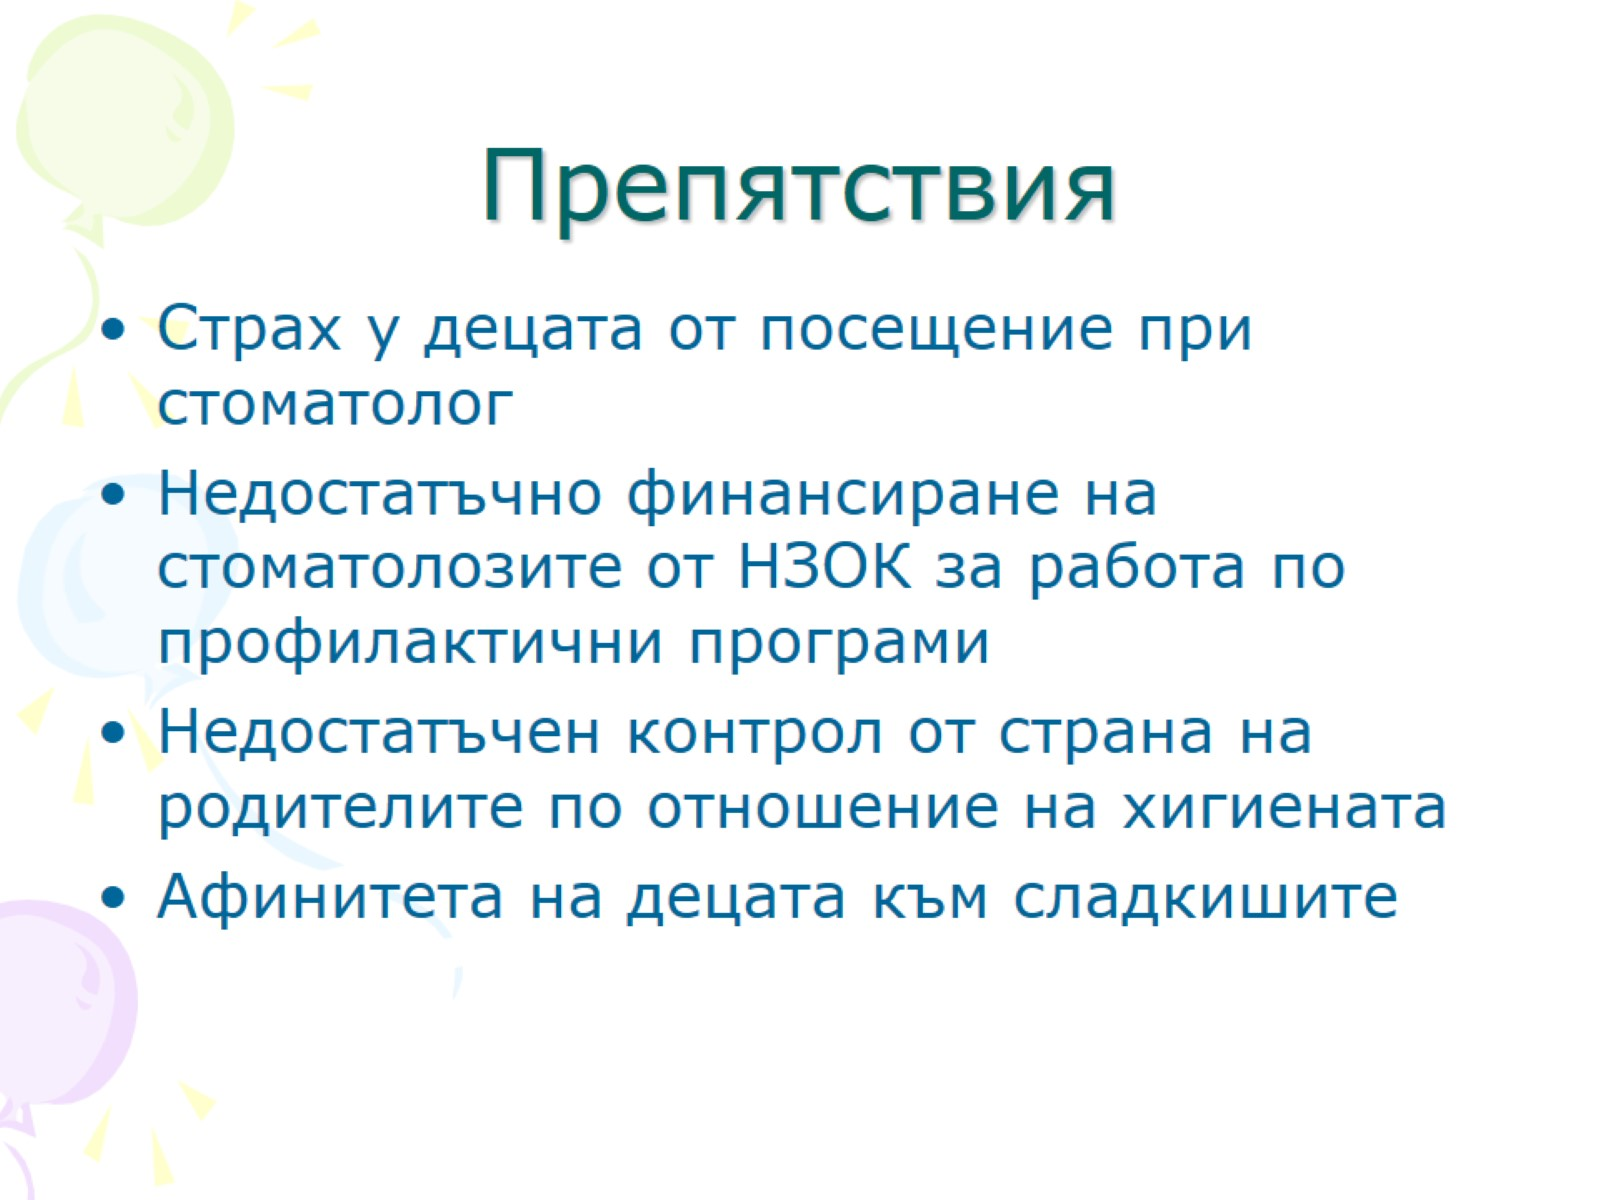 Препятствия
• Страх у децата от посещение при
стоматолог
• Недостатъчно финансиране на
стоматолозите от НЗОК за работа по
профилактични програми
• Недостатъчен контрол от страна на
родителите по отношение на хигиената
• Афинитета на децата към сладкишите